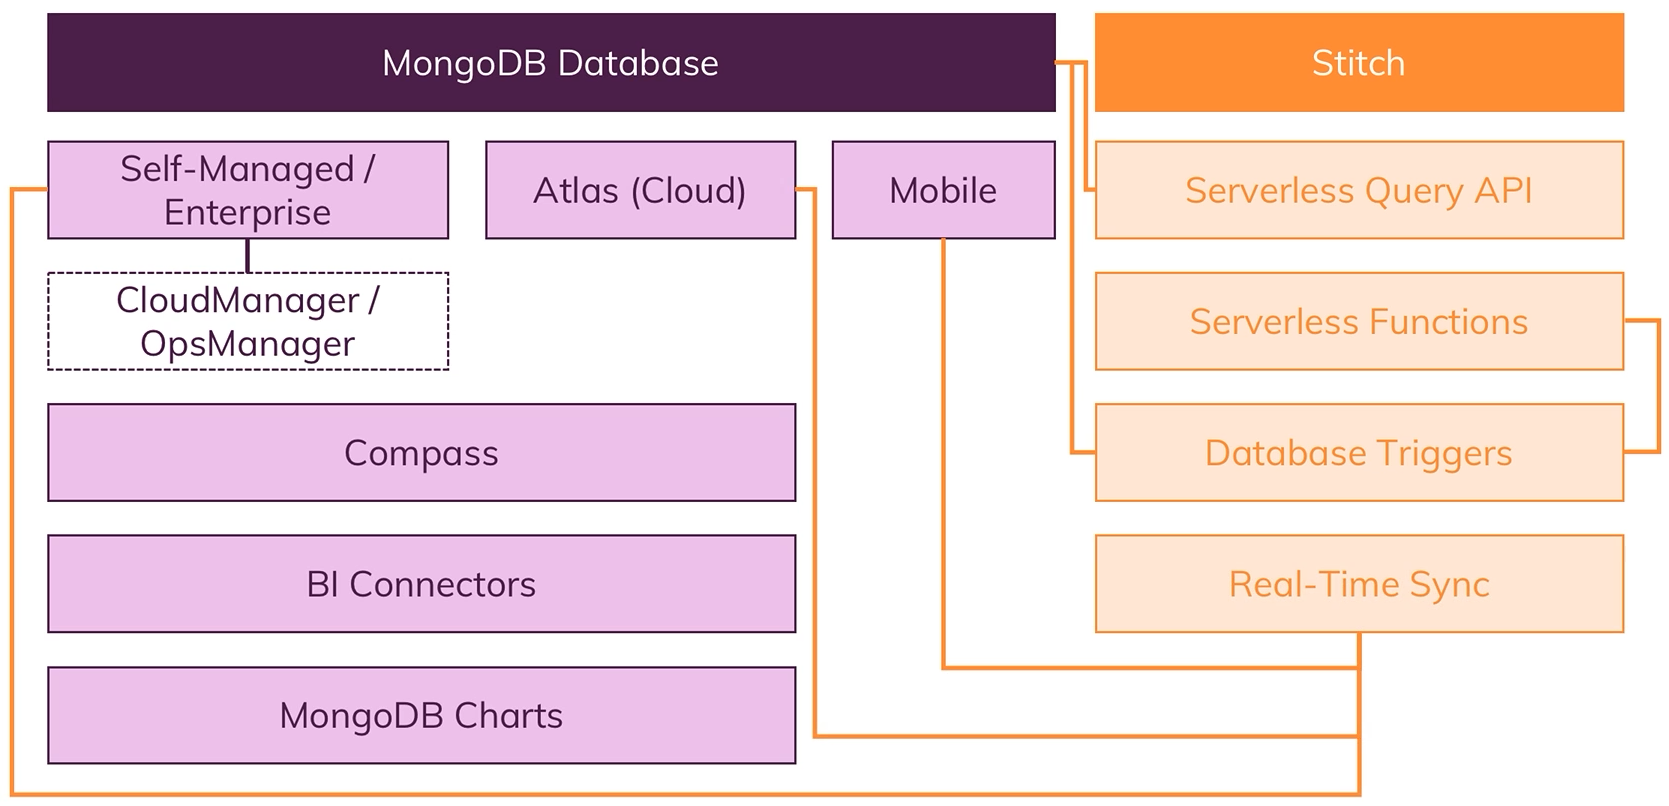 MongoDB Database
Stitch
Self-Managed /
Enterprise
Atlas (Cloud)
Mobile
Serverless Query API
CloudManager /
OpsManager
Serverless Functions
Compass
Database Triggers
BI Connectors
Real-Time Sync
MongoDB Charts